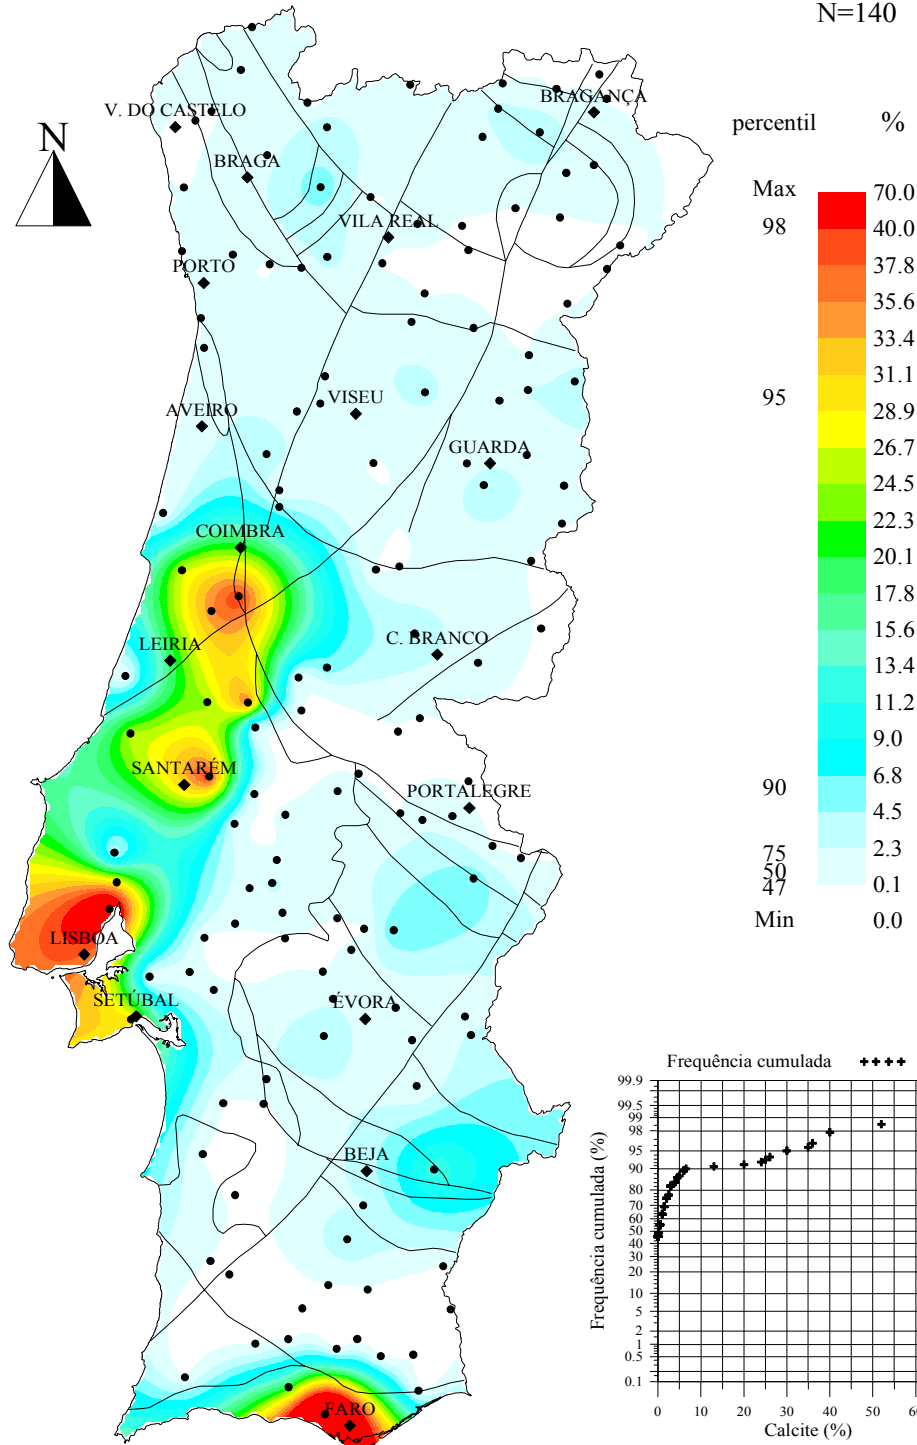 N=140
V. DO CASTELO
BRAGANÇA
percentil %
N
BRAGA
Max 70.0
VILA REAL
98 40.0
37.8
PORTO
35.6
33.4
31.1
95
VISEU
AVEIRO
28.9
GUARDA
26.7
24.5
22.3
COIMBRA
20.1
17.8
15.6
C. BRANCO
LEIRIA
13.4
11.2
9.0
SANTARÉM
6.8
PORTALEGRE
90
4.5
75 2.3
50
47 0.1
Min 0.0
LISBOA
SETÚBAL
ÉVORA
BEJA
FARO
Frequência cumulada
99.9
99.5
99
98
95
90
80
70
60
50
40
30
20
10
5
2
1
0.5
0.1
Frequência cumulada (%)
0 10 20 30 40 50
Calcite (%)